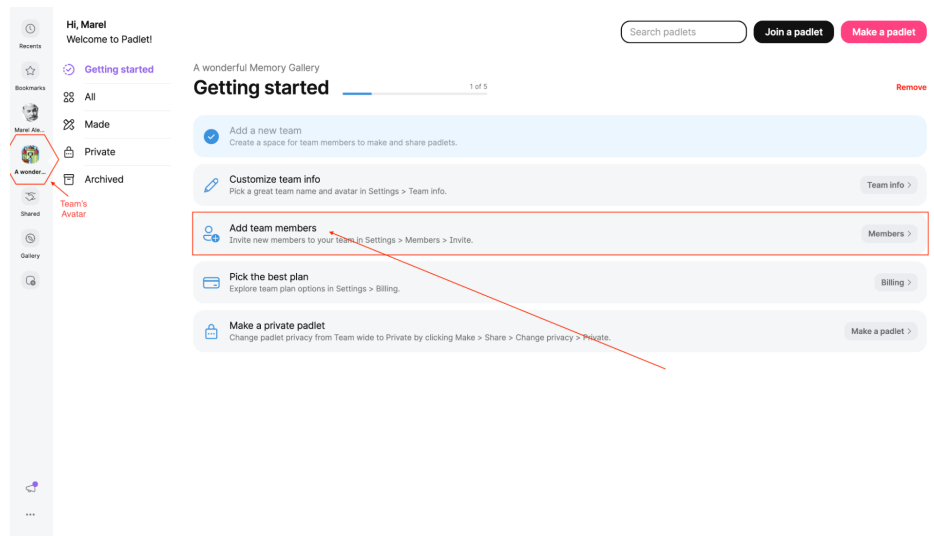 Hi, Marel
Welcome to Padlet!
Search padlets
Join a padlet
Make a padlet
Recents
Bookmarks
Marel Ale...
A wonder...
Shared
Gallery
Team's
Avatar
Getting started
All
Made
Private
Archived
A wonderful Memory Gallery
Getting started
1 of 5
Remove
Add a new team
Create a space for team members to make and share padlets.
Customize team info
Pick a great team name and avatar in Settings > Team info.
Team info >
Add team members
Invite new members to your team in Settings > Members > Invite.
Members >
Pick the best plan
Explore team plan options in Settings > Billing.
Billing >
Make a private padlet
Change padlet privacy from Team wide to Private by clicking Make > Share > Change privacy > Private.
Make a padlet >